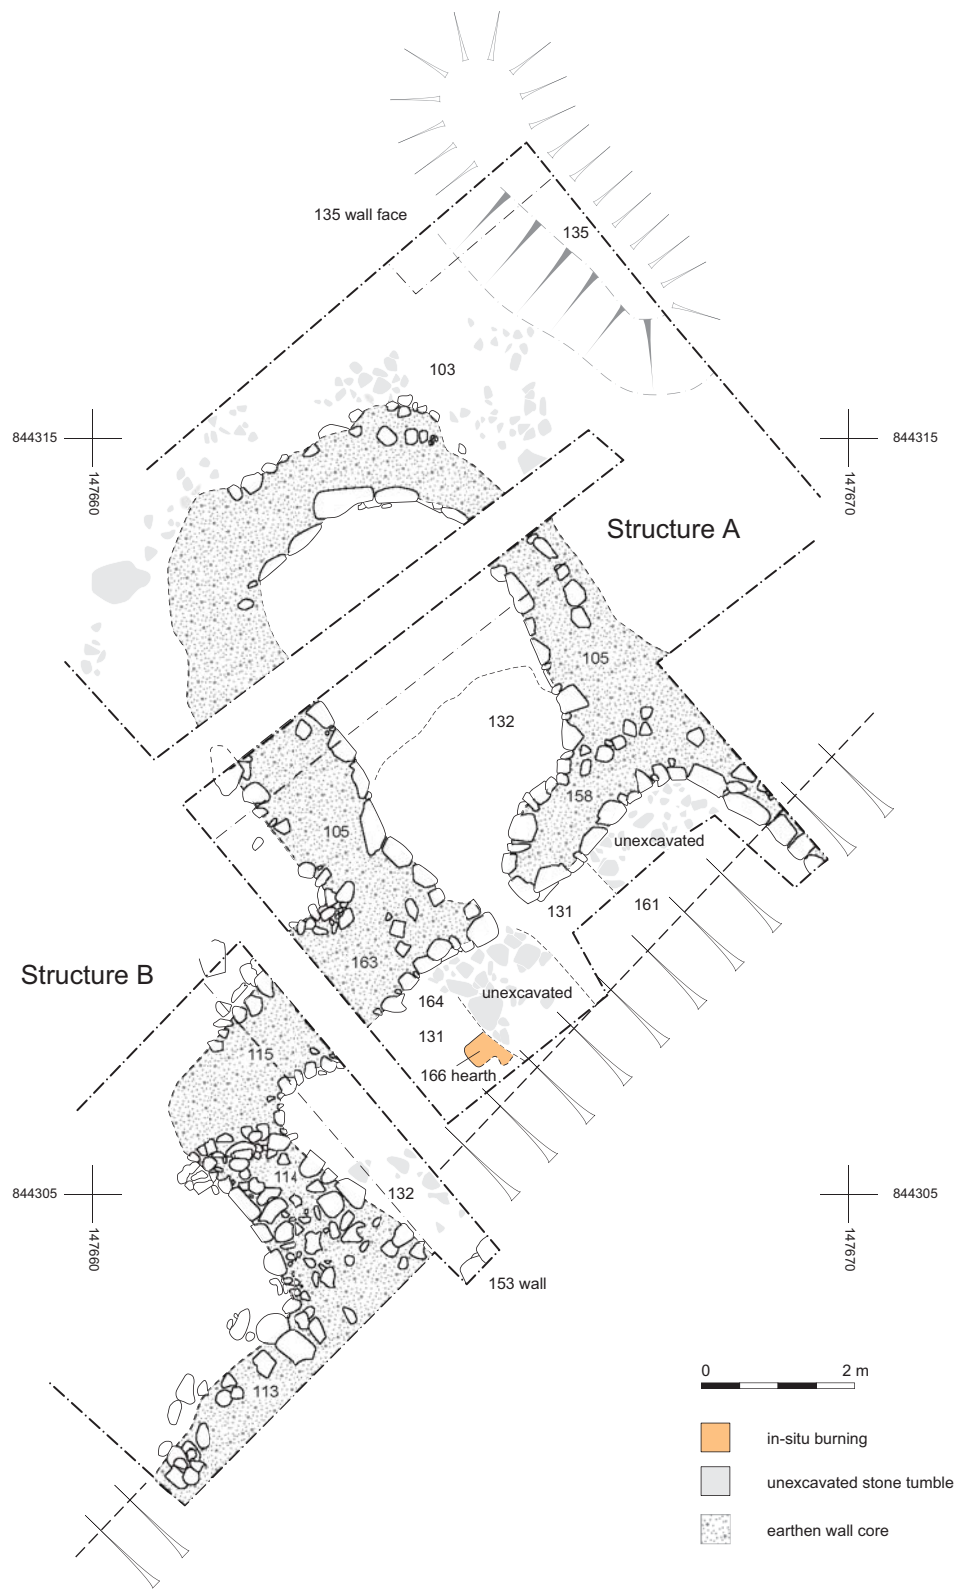 135 wall face
135
103
844315
844315
147660
147670
Structure A
105
132
158
105
unexcavated
131
161
163
Structure B
164
unexcavated
131
115
166 hearth
114
132
844305
844305
147660
147670
153 wall
113
0 2 m
in-situ burning
unexcavated stone tumble
earthen wall core